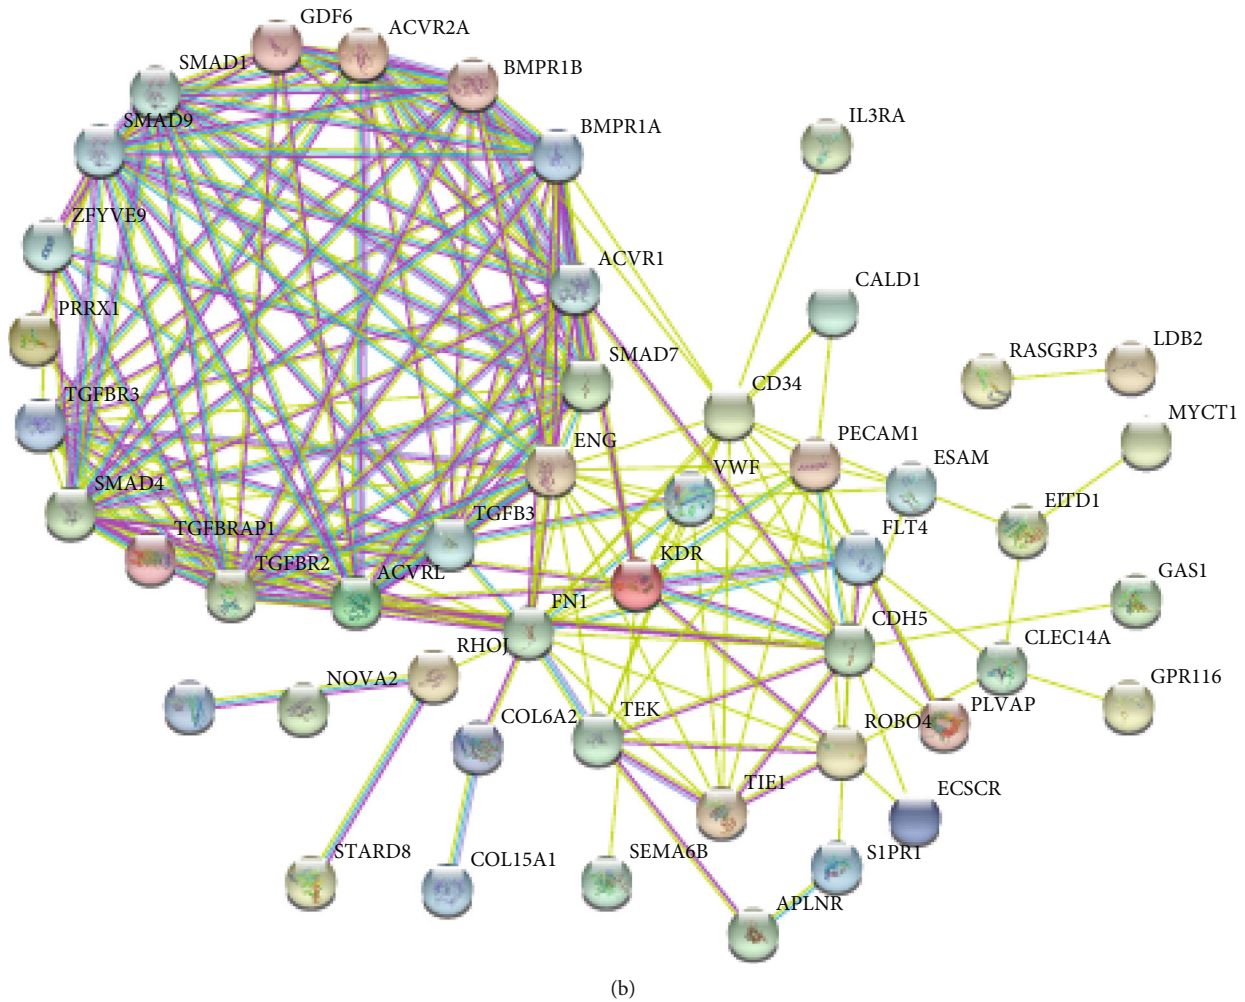 GDF6
ACVR2A
SMAD1
BMPR1B
SMAD9
BMPR1A
IL3RA
ZFYVE9
ACVR1
CALD1
PRRX1
SMAD7
RASGRP3
LDB2
TGFBR3
CD34
MYCT1
ENG
PECAM1
SMAD4
VWF
ESAM
EITD1
TGFBRAP1
TGFB3
FLT4
TGFBR2
ACVRL
KDR
GAS1
FN1
CDH5
RHOJ
CLEC14A
NOVA2
GPR116
COL6A2
TEK
ROBO4
PLVAP
TIE1
ECSCR
STARD8
COL15A1
SEMA6B
S1PR1
APLNR
(b)